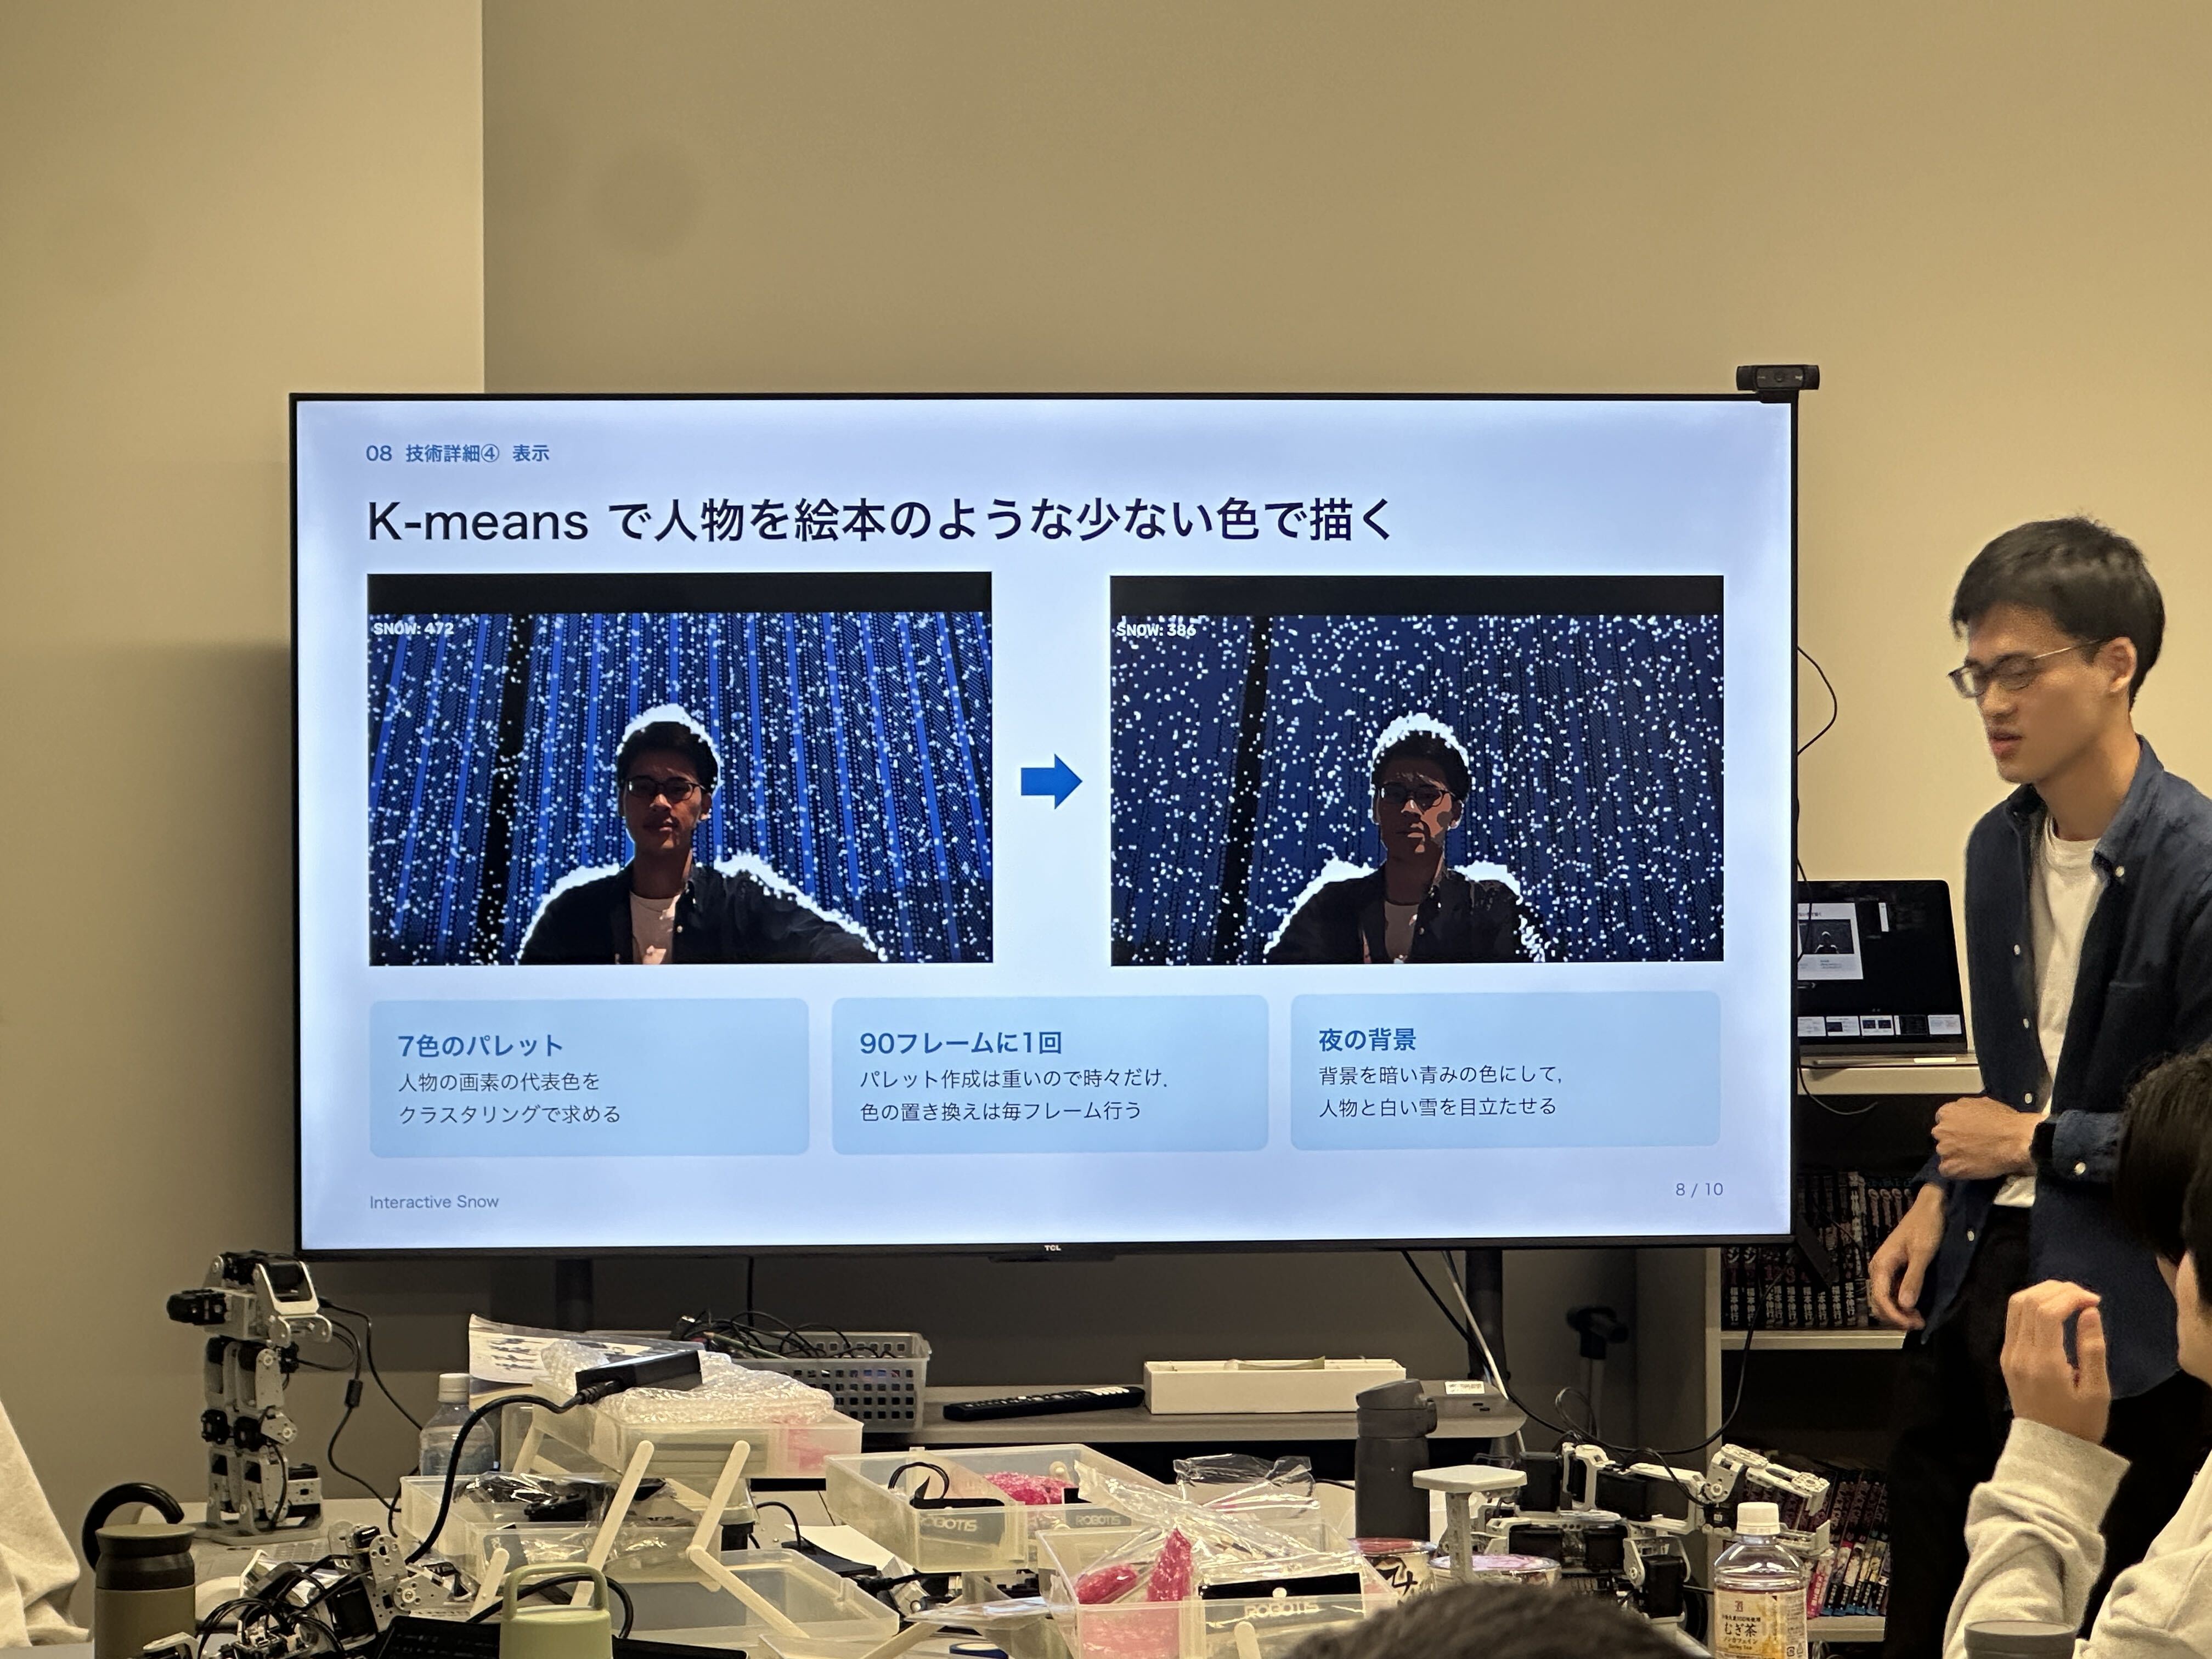 08 技術詳細④ 表示
K-means で人物を絵本のような少ない色で描く
SNOW: 472
SNOW: 386
7色のパレット
人物の画素の代表色を
クラスタリングで求める
90フレームに1回
パレット作成は重いので時々だけ.
色の置き換えは毎フレーム行う
夜の背景
背景を暗い青みの色にして,
人物と白い雪を目立たせる
Interactive Snow
8 / 10
TCL
ROBOTIS
ROBOTIS
ROBOTIS
むぎ茶